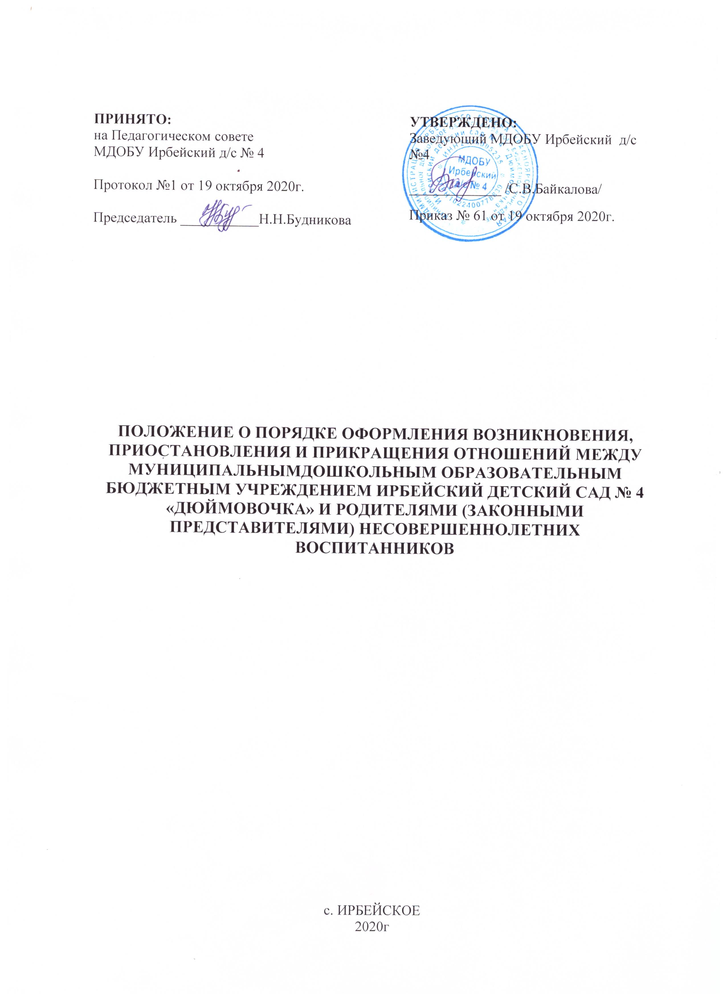 ПРИНЯТО:
на Педагогическом совете
МДОБУ Ирбейский д/с № 4
Протокол №1 от 19 октября 2020г.
Председатель ___________Н.Н.Будникова
УТВЕРЖДЕНО:
Заведующий МДОБУ Ирбейский д/с
№4
_____________ /С.В.Байкалова/
Приказ № 61 от 19 октября 2020г.
МДОБУ
Ирбейский
д/с № 4
ПОЛОЖЕНИЕ О ПОРЯДКЕ ОФОРМЛЕНИЯ ВОЗНИКНОВЕНИЯ,
ПРИОСТАНОВЛЕНИЯ И ПРИКРАЩЕНИЯ ОТНОШЕНИЙ МЕЖДУ
МУНИЦИПАЛЬНЫМДОШКОЛЬНЫМ ОБРАЗОВАТЕЛЬНЫМ
БЮДЖЕТНЫМ УЧРЕЖДЕНИЕМ ИРБЕЙСКИЙ ДЕТСКИЙ САД № 4
«ДЮЙМОВОЧКА» И РОДИТЕЛЯМИ (ЗАКОННЫМИ
ПРЕДСТАВИТЕЛЯМИ) НЕСОВЕРШЕННОЛЕТНИХ
ВОСПИТАННИКОВ
с. ИРБЕЙСКОЕ
2020г